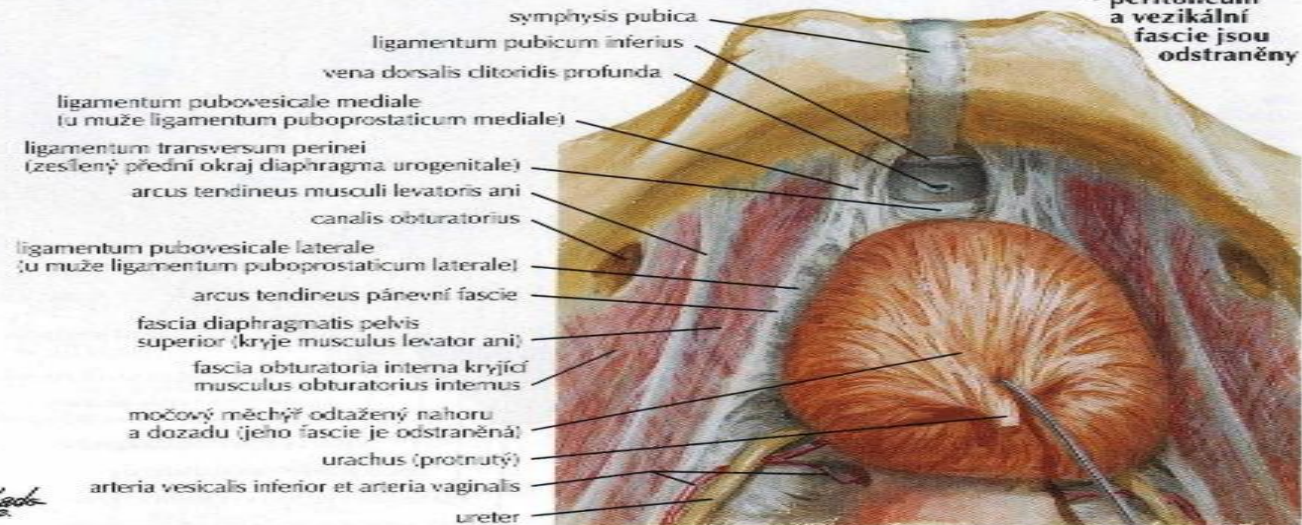 symphysis pubica
ligamentum pubicum inferius
vena dorsalis clitoridis profunda
ligamentum pubovesicale mediale
(u muže ligamentum puboprostaticum mediale)
ligamentum transversum perinei
(zesílený přední okraj diaphragma urogenitale)
arcus tendineus musculi levatoris ani
canalis obturatorius
ligamentum pubovesicale laterale
(u muže ligamentum puboprostaticum laterale)
arcus tendineus pánevní fascie
fascia diaphragmatis pelvis
superior (kryje musculus levator ani)
fascia obturatoria interna kryjící
musculus obturatorius internus
močový měchýř odtažený nahoru
a dozadu (jeho fascie je odstraněná)
urachus (protnutý)
arteria vesicalis inferior et arteria vaginalis
ureter
a vezikální
fascie jsou
odstraněny